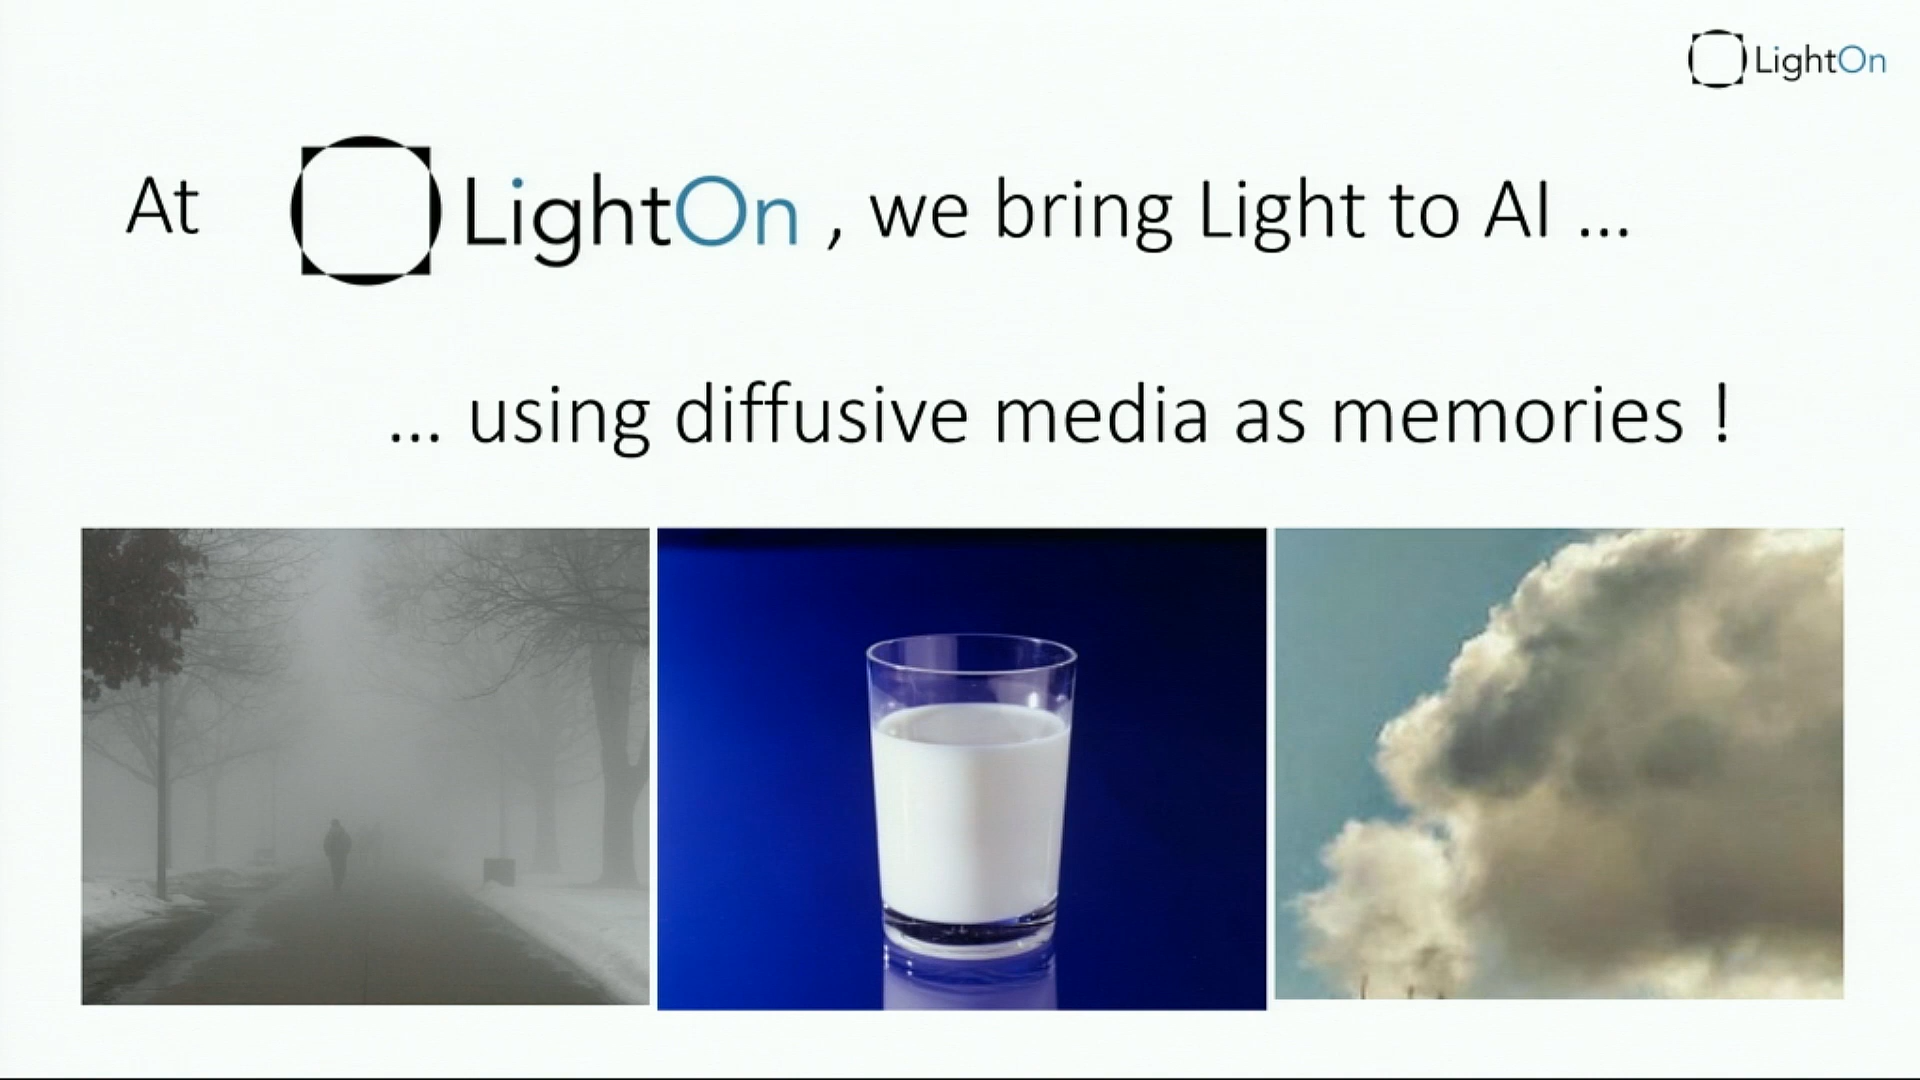 LightOn
At LightOn , we bring Light to AI ...
... using diffusive media as memories !